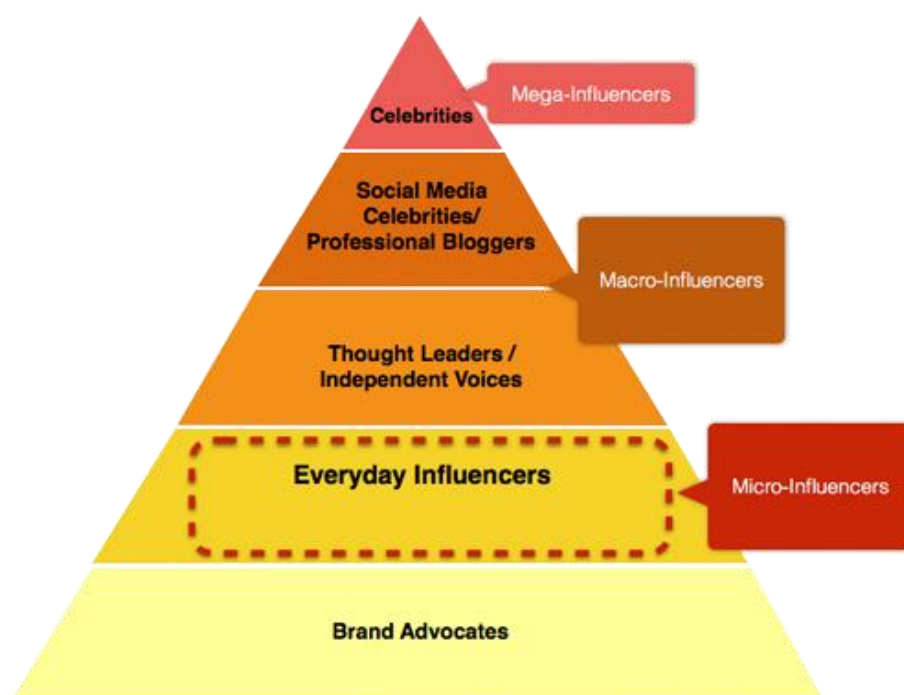 Mega-Influencers
Celebrities
Social Media
Celebrities/
Professional Bloggers
Macro-Influencers
Thought Leaders /
Independent Voices
Everyday Influencers
Micro-Influencers
Brand Advocates